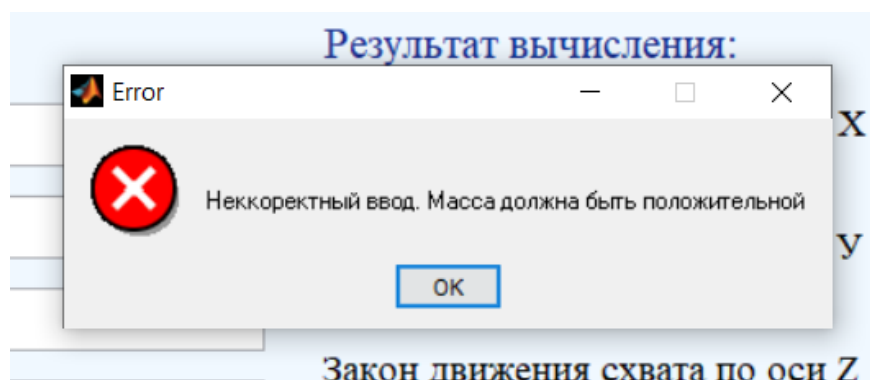 Результат вычисления:
Error
X
Неккоректный ввод. Масса должна быть положительной
У
OK
Закон движения схвата по оси Z